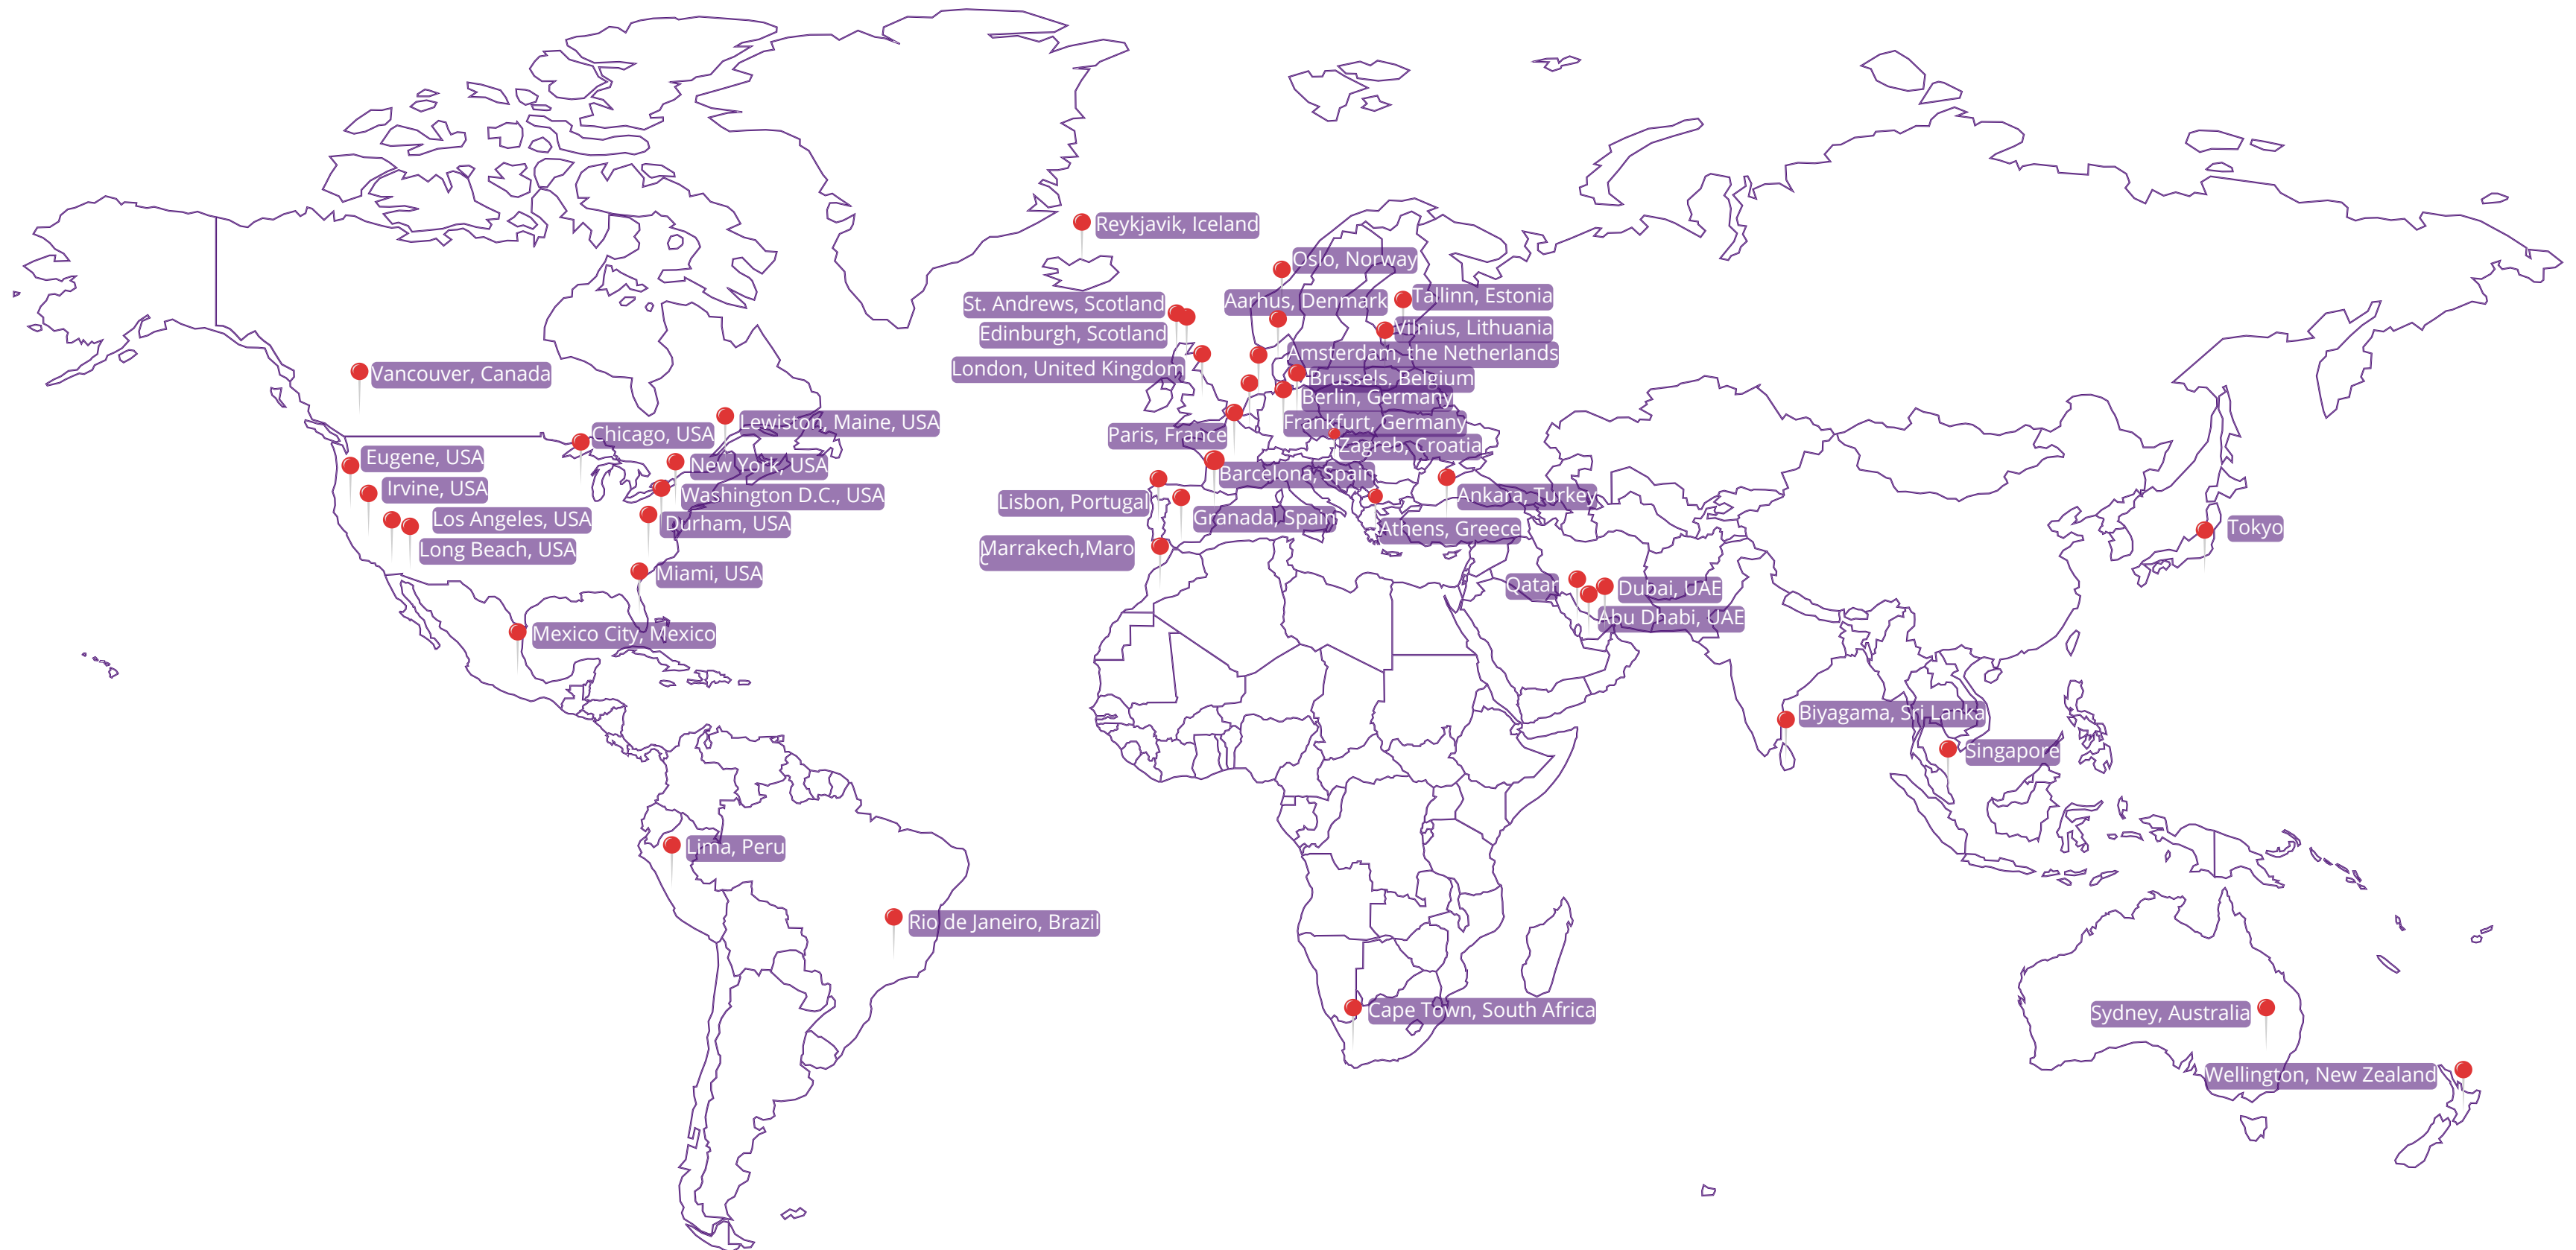 Reykjavik, Iceland
Oslo, Norway
St. Andrews, Scotland
Aarhus, Denmark
Tallinn, Estonia
Edinburgh, Scotland
Vilnius, Lithuania
London, United Kingdom
Amsterdam, the Netherlands
Vancouver, Canada
Brussels, Belgium
Berlin, Germany
Lewiston, Maine, USA
Frankfurt, Germany
Chicago, USA
Paris, France
Zagreb, Croatia
Eugene, USA
New York, USA
Barcelona, Spain
Irvine, USA
Washington D.C., USA
Lisbon, Portugal
Ankara, Turkey
Los Angeles, USA
Durham, USA
Granada, Spain
Athens, Greece
Tokyo
Long Beach, USA
Marrakech,Maro
c
Miami, USA
Qatar
Dubai, UAE
Abu Dhabi, UAE
Mexico City, Mexico
Biyagama, Sri Lanka
Singapore
Lima, Peru
Rio de Janeiro, Brazil
Cape Town, South Africa
Sydney, Australia
Wellington, New Zealand